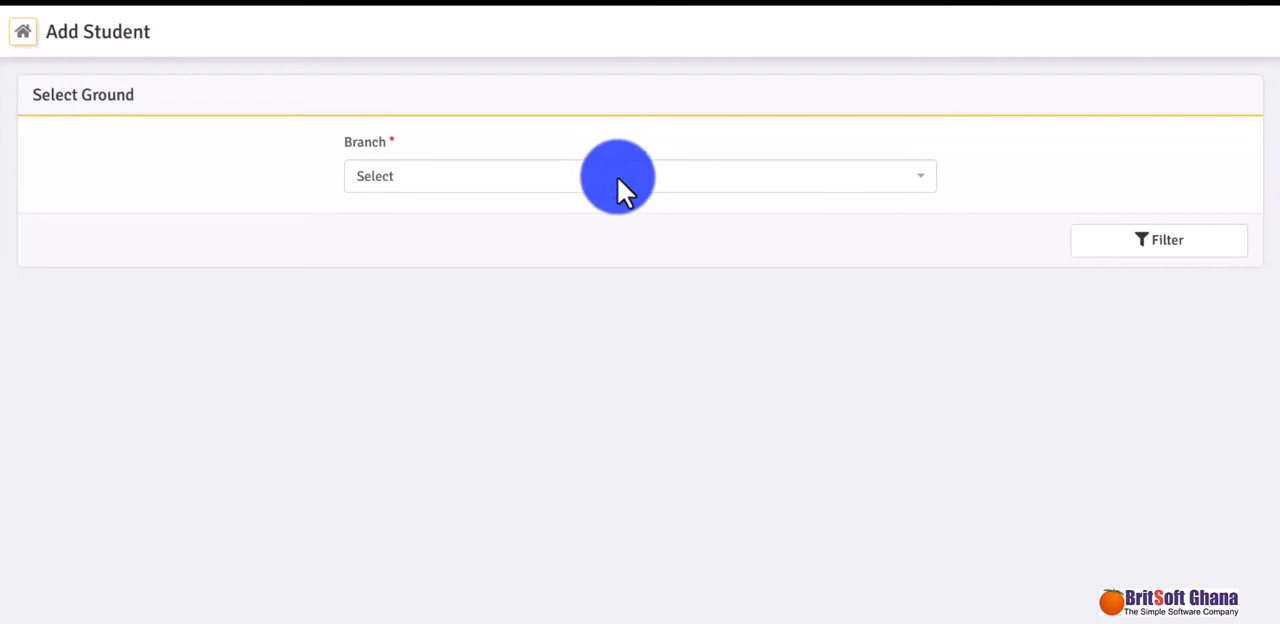 Add Student
Select Ground
Branch *
Select
Filter
BritSoft Ghana
The Simple Software Company